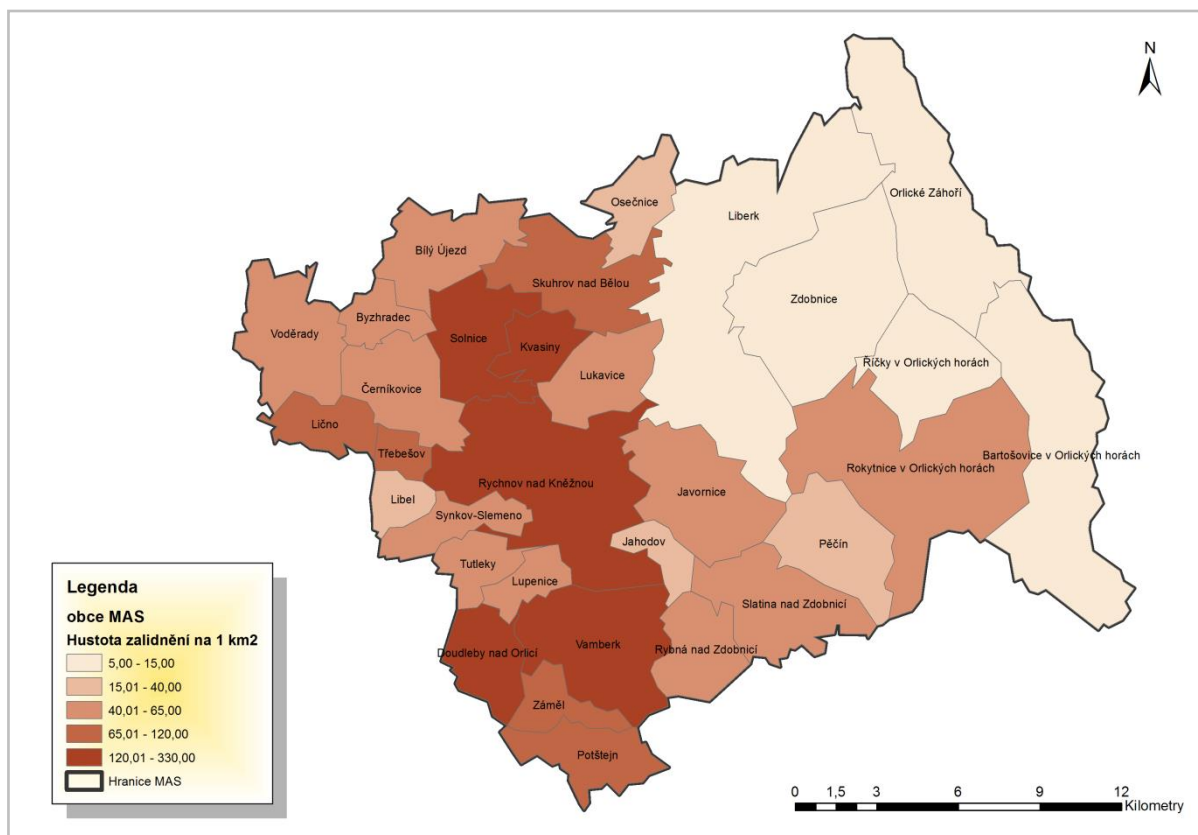 N
Orlické Záhoří
Osečnice
Liberk
Bílý Újezd
Skuhrov nad Bělou
Zdobnice
Byzhradec
Voděrady
Solnice
Kvasiny
Říčky v Orlických horách
Lukavice
Černíkovice
Lično
Třebešov
Bartošovice v Orlických horách
Rokytnice v Orlických horách
Rychnov nad Kněžnou
Javornice
Libel
Synkov-Slemeno
Jahodov
Pěčín
Tutleky
Lupenice
Slatina nad Zdobnicí
Vamberk
Doudleby nad Orlicí
Rybná nad Zdobnicí
Záměl
Potštejn
Legenda
obce MAS
Hustota zalidnění na 1 km2
5,00 - 15,00
15,01 - 40,00
40,01 - 65,00
65,01 - 120,00
120,01 - 330,00
Hranice MAS
0 1,5 3 6 9 12
Kilometry